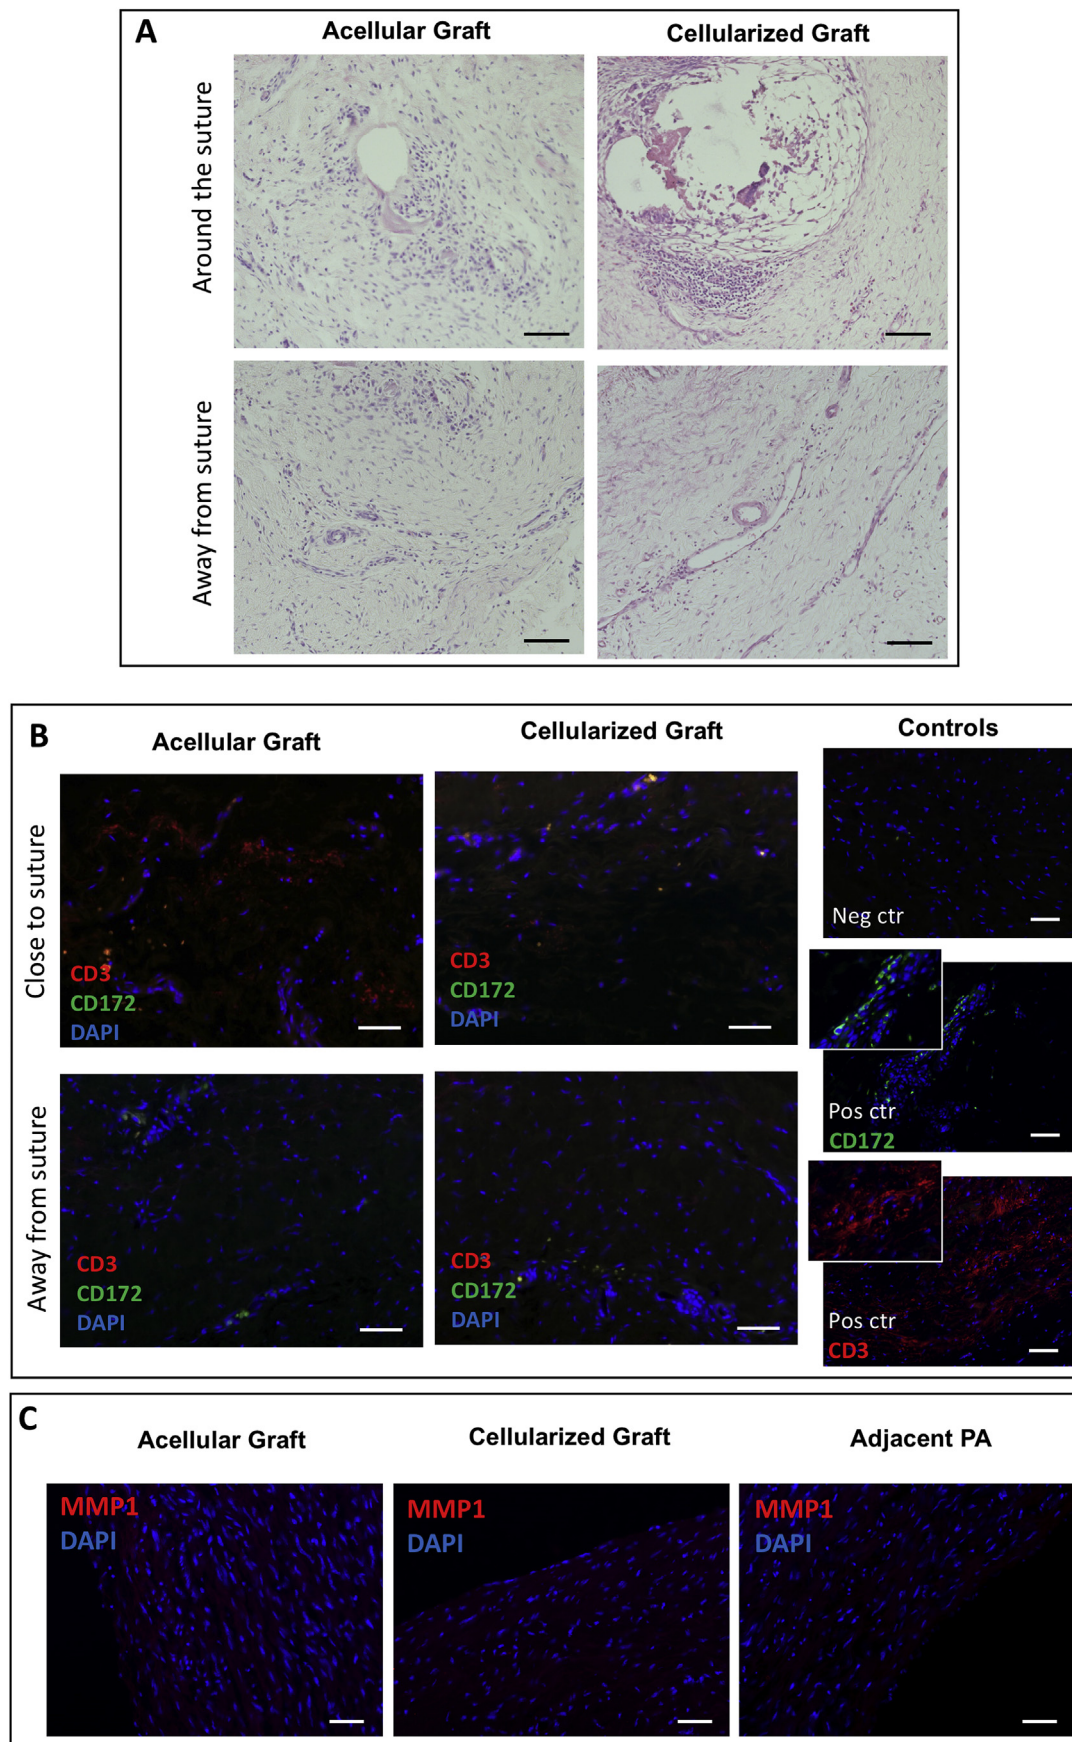 A
Acellular Graft
Cellularized Graft
Around the suture
Away from suture
B
Acellular Graft
Cellularized Graft
Controls
Close to suture
CD3
CD172
DAPI
CD3
CD172
DAPI
Neg ctr
Pos ctr
CD172
Away from suture
CD3
CD172
DAPI
CD3
CD172
DAPI
Pos ctr
CD3
C
Acellular Graft
Cellularized Graft
Adjacent PA
MMP1
DAPI
MMP1
DAPI
MMP1
DAPI